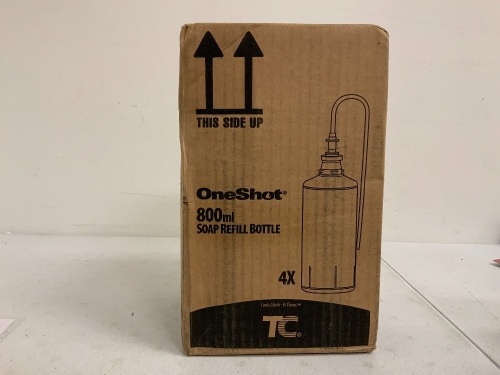 THIS SIDE UP
OneShot®
800ml
SOAP REFILL BOTTLE
4X
TC®